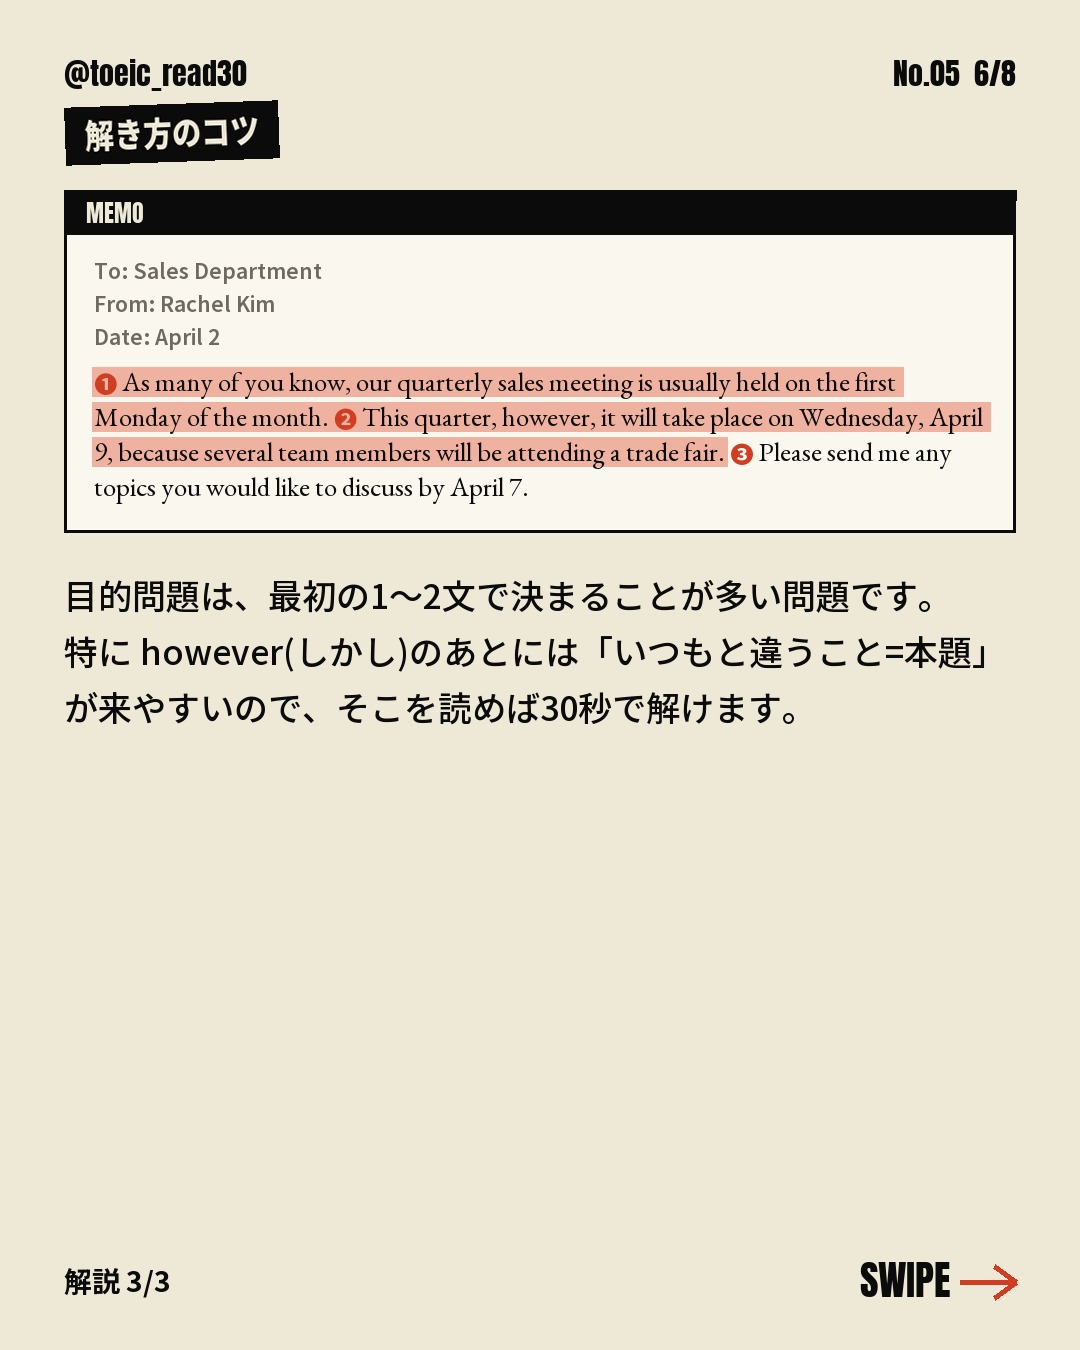 @toeic_read30
No.05 6/8
解き方のコツ
MEMO
To: Sales Department
From: Rachel Kim
Date: April 2
❶ As many of you know, our quarterly sales meeting is usually held on the first
Monday of the month. ❷ This quarter, however, it will take place on Wednesday, April
9, because several team members will be attending a trade fair. ❸ Please send me any
topics you would like to discuss by April 7.
目的問題は、最初の1〜2文で決まることが多い問題です。
特に however(しかし)のあとには「いつもと違うこと=本題」
が来やすいので、そこを読めば30秒で解けます。
解説 3/3
SWIPE